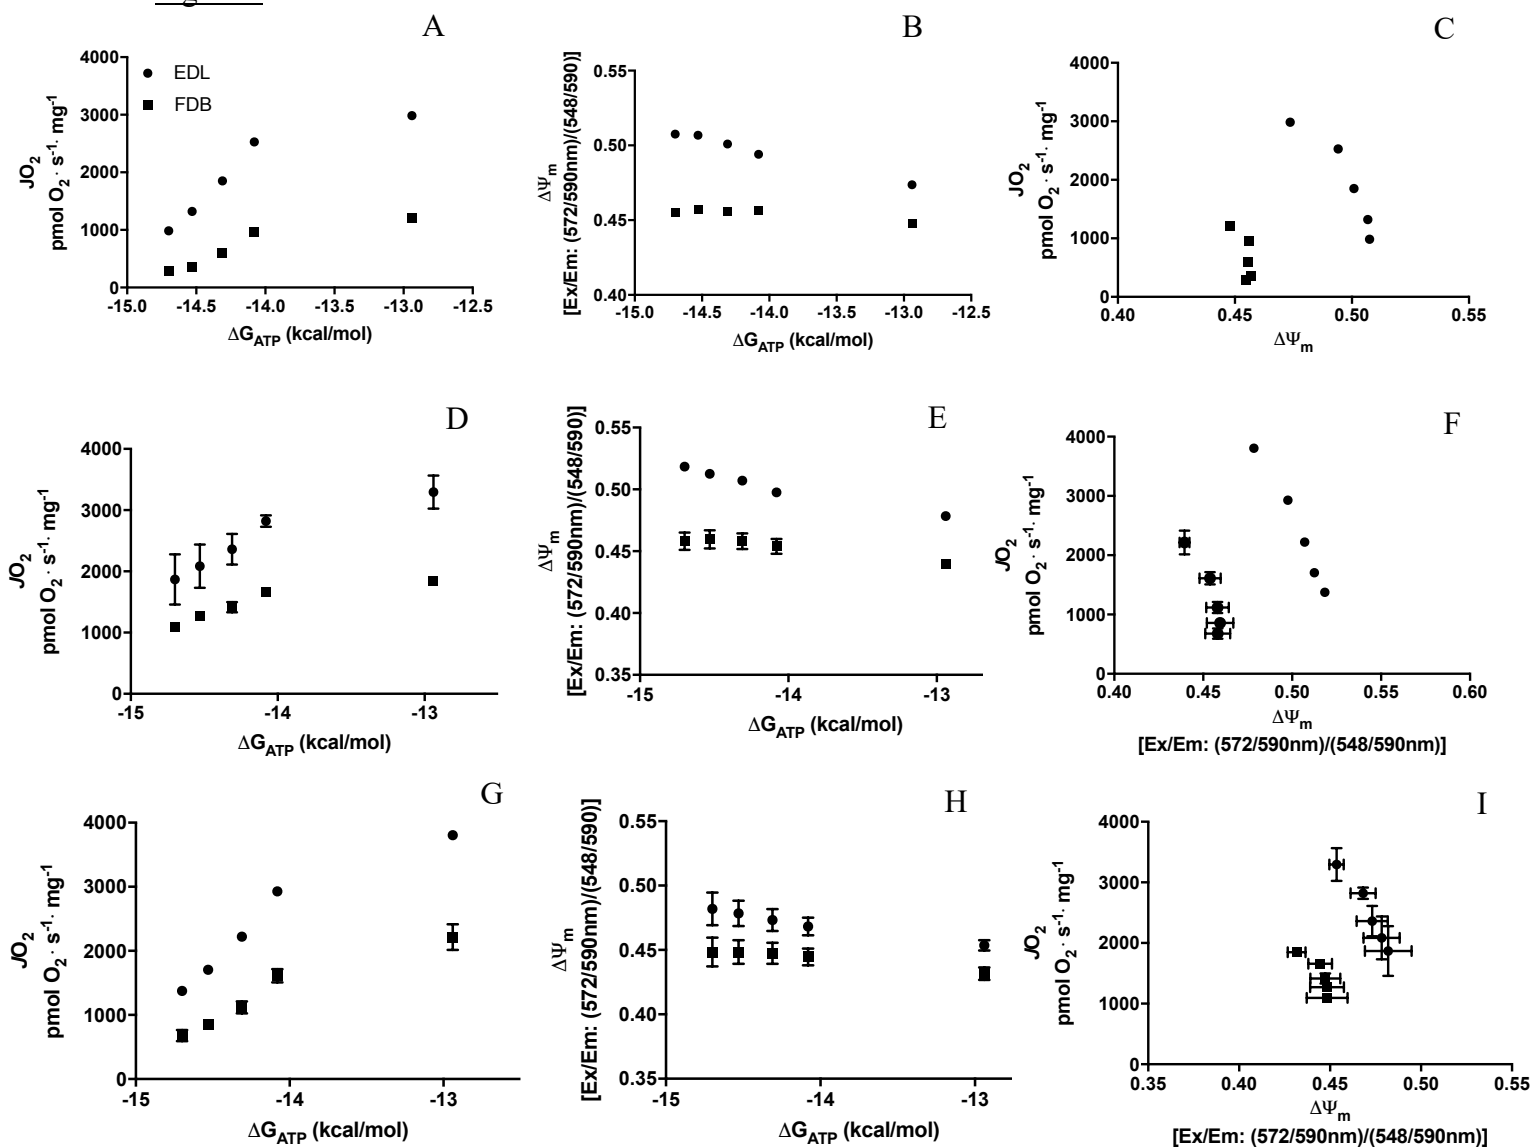 A
B
C
4000
3000
2000
1000
0
-15.0
-14.5
-14.0
-13.5
-13.0
-12.5
EDL
FDB
JO2
pmol O2 · s-1· mg-1
ΔGATP (kcal/mol)
0.55
0.50
0.45
0.40
-15.0
-14.5
-14.0
-13.5
-13.0
-12.5
ΔΨm
[Ex/Em: (572/590nm)/(548/590)]
ΔGATP (kcal/mol)
4000
3000
2000
1000
0
0.40
0.45
0.50
0.55
JO2
pmol O2 · s-1· mg-1
ΔΨm
D
E
F
4000
3000
2000
1000
0
-15
-14
-13
JO2
pmol O2 · s-1· mg-1
ΔGATP (kcal/mol)
0.55
0.50
0.45
0.40
0.35
-15
-14
-13
ΔΨm
[Ex/Em: (572/590nm)/(548/590)]
ΔGATP (kcal/mol)
4000
3000
2000
1000
0
0.40
0.45
0.50
0.55
0.60
JO2
pmol O2 · s-1· mg-1
ΔΨm
[Ex/Em: (572/590nm)/(548/590nm)]
G
H
I
4000
3000
2000
1000
0
-15
-14
-13
JO2
pmol O2 · s-1· mg-1
ΔGATP (kcal/mol)
0.55
0.50
0.45
0.40
0.35
-15
-14
-13
ΔΨm
[Ex/Em: (572/590nm)/(548/590)]
ΔGATP (kcal/mol)
4000
3000
2000
1000
0
0.35
0.40
0.45
0.50
0.55
JO2
pmol O2 · s-1· mg-1
ΔΨm
[Ex/Em: (572/590nm)/(548/590nm)]